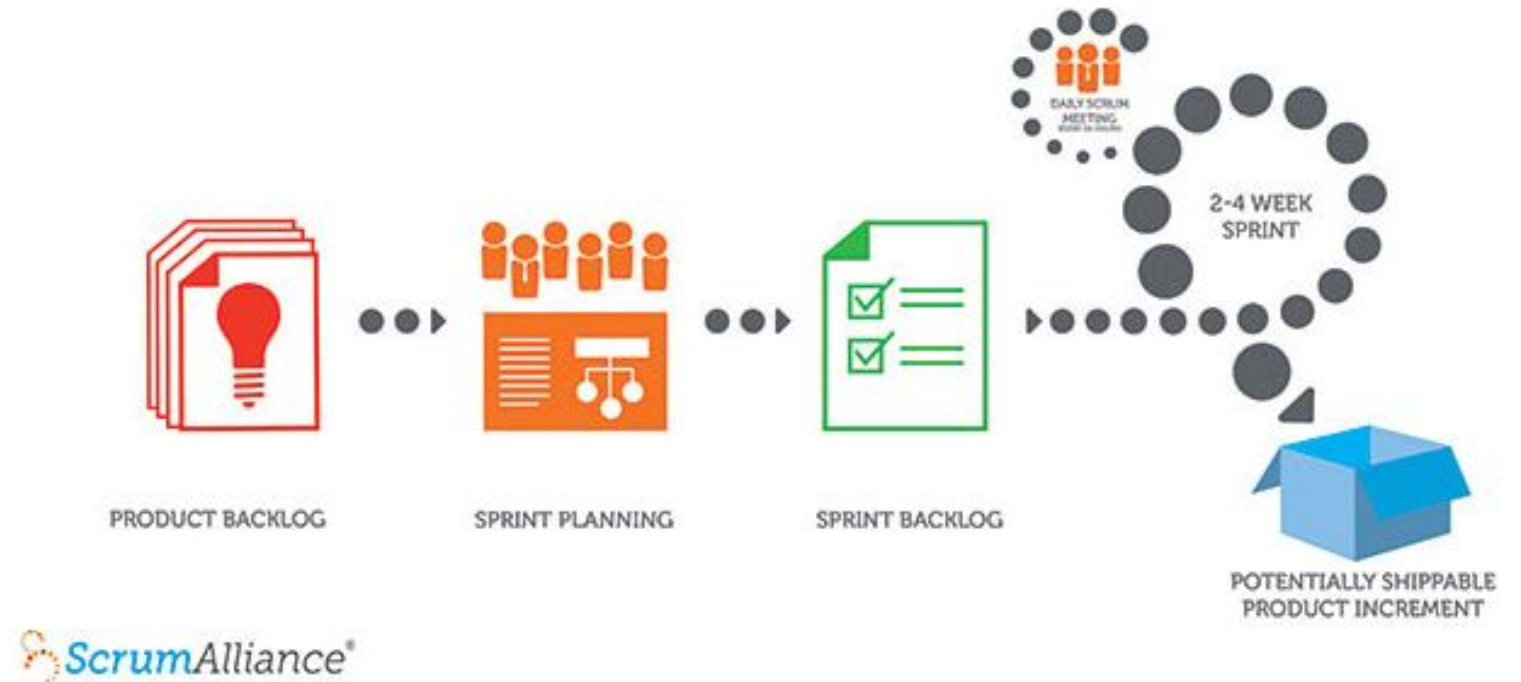 DAILY SCRUM
MEETING
PRODUCT BACKLOG
SPRINT PLANNING
SPRINT BACKLOG
2-4 WEEK
SPRINT
POTENTIALLY SHIPPABLE
PRODUCT INCREMENT
ScrumAlliance®